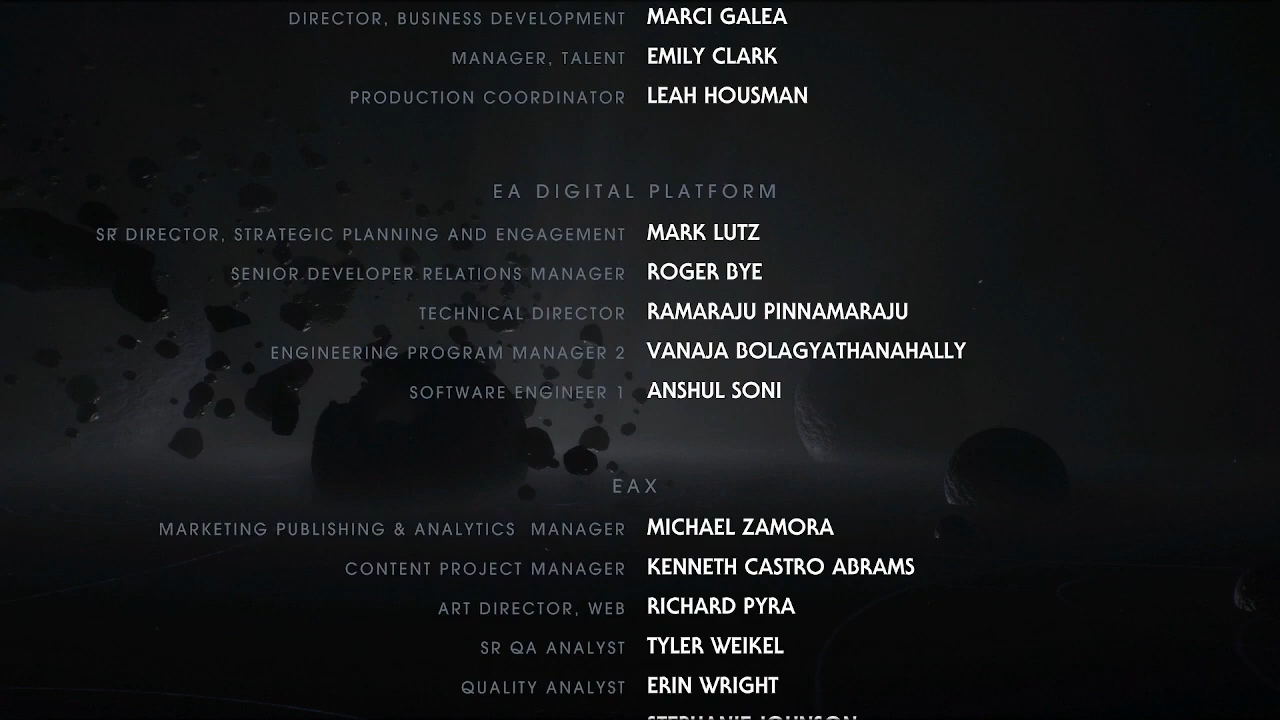 DIRECTOR, BUSINESS DEVELOPMENT MARCI GALEA
MANAGER, TALENT EMILY CLARK
PRODUCTION COORDINATOR LEAH HOUSMAN
EA DIGITAL PLATFORM
SR DIRECTOR, STRATEGIC PLANNING AND ENGAGEMENT MARK LUTZ
SENIOR DEVELOPER RELATIONS MANAGER ROGER BYE
TECHNICAL DIRECTOR RAMARAJU PINNAMARAJU
ENGINEERING PROGRAM MANAGER 2 VANAJA BOLAGYATHANAHALLY
SOFTWARE ENGINEER 1 ANSHUL SONI
EAX
MARKETING PUBLISHING & ANALYTICS  MANAGER MICHAEL ZAMORA
CONTENT PROJECT MANAGER KENNETH CASTRO ABRAMS
ART DIRECTOR, WEB RICHARD PYRA
SR QA ANALYST TYLER WEIKEL
QUALITY ANALYST ERIN WRIGHT
STEPHANIE JOHNSON